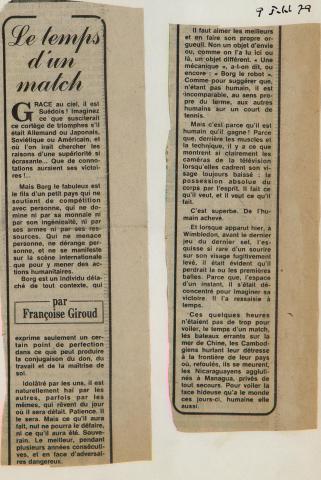 9 Juil 79
Le temps
d'un
match
GRACE au ciel, il est
Suédois ! Imaginez
ce que susciterait
ce cortège de triomphes s'il
était Allemand ou Japonais,
Soviétique ou Américain, et
où l'on irait chercher les
raisons d'une supériorité si
écrasante... Que de conno-
tations auraient ses victoi-
res !..
Mais Borg le fabuleux est
le fils d'un petit pays qui ne
soutient de compétition
avec personne, qui ne do-
mine ni par sa monnaie ni
par son ingéniosité, ni par
ses armes ni par ses res-
sources. Qui ne menace
personne, ne dérange per-
sonne, et ne se manifeste
sur la scène internationale
que pour y mener des ac-
tions humanitaires.
Borg est un individu déta-
ché de tout contexte, qui
par
Françoise Giroud
exprime seulement un cer-
tain point de perfection
dans ce que peut produire
la conjugaison du don, du
travail et de la maîtrise de
soi.
Idolâtré par les uns, il est
naturellement haï par les
autres, parfois par les
mêmes, qui rêvent du jour
où il sera défait. Patience. Il
le sera. Mais ce qu'il aura
fait, nul ne pourra le défaire,
ni ce qu'il aura été. Souve-
rain. Le meilleur, pendant
plusieurs années consécuti-
ves, et en face d'adversai-
res dangereux.
Il faut aimer les meilleurs
et en faire son propre or-
gueil. Non un objet d'envie
ou, comme on l'a lu ici ou
là, un objet différent. « Une
mécanique », a-t-on dit, ou
encore : « Borg le robot ».
Comme pour suggérer que,
n'étant pas humain, il est
incomparable, au sens pro-
pre du terme, aux autres
humains sur un court de
tennis.
Mais c'est parce qu'il est
humain qu'il gagne ! Parce
que, derrière les muscles et
la technique, il y a ce que
montrent si clairement les
caméras de la télévision
lorsqu'elles cadrent son vi-
sage toujours baissé : la
possession absolue du
corps par l'esprit. Il fait ce
qu'il veut, et il veut ce qu'il
fait.
C'est superbe. De l'hu-
main achevé.
Et lorsque apparut hier, à
Wimbledon, avant le dernier
jeu du dernier set, l'es-
quisse si rare d'un sourire
sur son visage fugitivement
levé, il était évident qu'il
perdrait la ou les premières
balles. Parce que, l'espace
d'un instant, il s'était dé-
concentré pour imaginer sa
victoire. Il l'a ressaisie à
temps.
Ces quelques heures
n'étaient pas de trop pour
voiler, le temps d'un match,
les bateaux errants sur la
mer de Chine, les Cambod-
giens hurlant leur détresse
à la frontière de leur pays
où, refoulés, ils se meurent,
les Nicaraguayens aggluti-
nés à Managua, privés de
tout secours. Pour voiler la
face hideuse qu'a le monde
ces jours-ci, humaine elle
aussi.